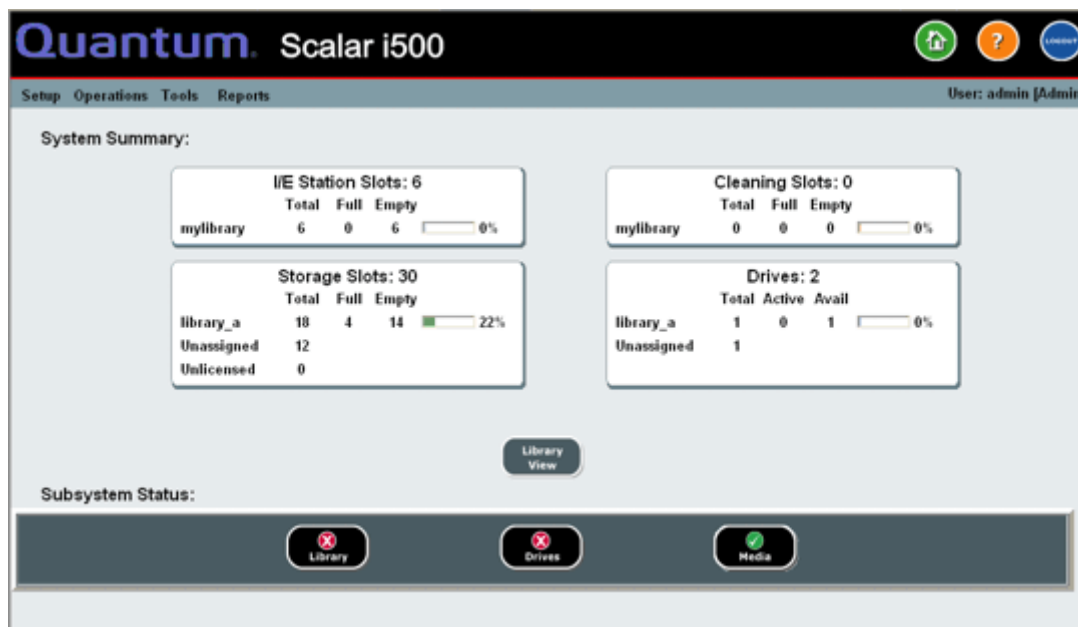 Quantum. Scalar i500
LOGOUT
Setup Operations Tools Reports User: admin [Admin
System Summary:
I/E Station Slots: 6
Total Full Empty
mylibrary 6 0 6 0%
Cleaning Slots: 0
Total Full Empty
mylibrary 0 0 0 0%
Storage Slots: 30
Total Full Empty
library_a 18 4 14 22%
Unassigned 12
Unlicensed 0
Drives: 2
Total Active Avail
library_a 1 0 1 0%
Unassigned 1
Library
View
Subsystem Status:
Library
Drives
Media